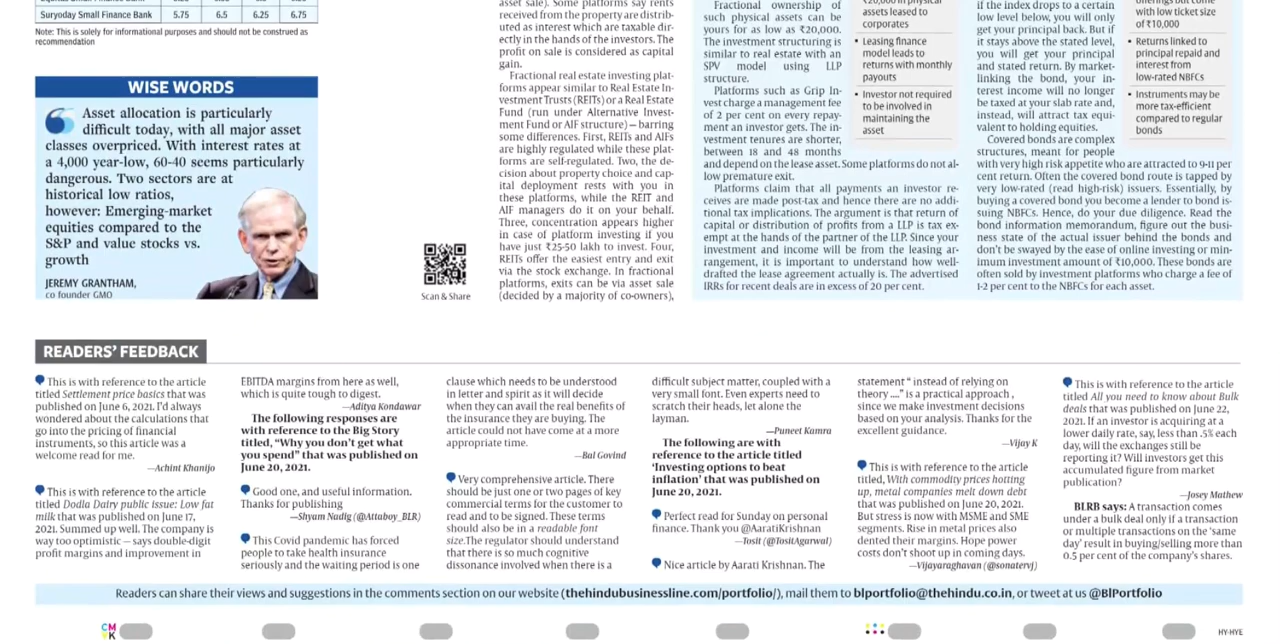 Suryoday Small Finance Bank 5.75 6.5 6.25 6.75
Note: This is solely for informational purposes and should not be construed as
recommendation
WISE WORDS
Asset allocation is particularly
difficult today, with all major asset
classes overpriced. With interest rates at
a 4,000 year-low, 60-40 seems particularly
dangerous. Two sectors are at
historical low ratios,
however: Emerging-market
equities compared to the
S&P and value stocks vs.
growth
JEREMY GRANTHAM,
co founder GMO
Scan & Share
asset sale). Some platforms say rents
received from the property are distrib-
uted as interest which are taxable dir-
ectly in the hands of the investors. The
profit on sale is considered as capital
gain.
Fractional real estate investing plat-
forms appear similar to Real Estate In-
vestment Trusts (REITs) or a Real Estate
Fund (run under Alternative Invest-
ment Fund or AIF structure) — barring
some differences. First, REITs and AIFs
are highly regulated while these plat-
forms are self-regulated. Two, the de-
cision about property choice and cap-
ital deployment rests with you in
these platforms, while the REIT and
AIF managers do it on your behalf.
Three, concentration appears higher
in case of platform investing if you
have just ₹25-50 lakh to invest. Four,
REITs offer the easiest entry and exit
via the stock exchange. In fractional
platforms, exits can be via asset sale
(decided by a majority of co-owners),
Fractional ownership of
such physical assets can be
yours for as low as ₹20,000.
The investment structuring is
similar to real estate with an
SPV model using LLP
structure.
Platforms such as Grip In-
vest charge a management fee
of 2 per cent on every repay-
ment an investor gets. The in-
vestment tenures are shorter,
between 18 and 48 months
and depend on the lease asset. Some platforms do not al-
low premature exit.
Platforms claim that all payments an investor re-
ceives are made post-tax and hence there are no addi-
tional tax implications. The argument is that return of
capital or distribution of profits from a LLP is tax ex-
empt at the hands of the partner of the LLP. Since your
investment and income will be from the leasing ar-
rangement, it is important to understand how well-
drafted the lease agreement actually is. The advertised
IRRs for recent deals are in excess of 20 per cent.
₹20,000 in physical
assets leased to
corporates
• Leasing finance
model leads to
returns with monthly
payouts
• Investor not required
to be involved in
maintaining the
asset
if the index drops to a certain
low level below, you will only
get your principal back. But if
it stays above the stated level,
you will get your principal
and stated return. By market-
linking the bond, your in-
terest income will no longer
be taxed at your slab rate and,
instead, will attract tax equi-
valent to holding equities.
Covered bonds are complex
structures, meant for people
with very high risk appetite who are attracted to 9-11 per
cent return. Often the covered bond route is tapped by
very low-rated (read high-risk) issuers. Essentially, by
buying a covered bond you become a lender to bond is-
suing NBFCs. Hence, do your due diligence. Read the
bond information memorandum, figure out the busi-
ness state of the actual issuer behind the bonds and
don't be swayed by the ease of online investing or min-
imum investment amount of ₹10,000. These bonds are
often sold by investment platforms who charge a fee of
1-2 per cent to the NBFCs for each asset.
offerings but come
with low ticket size
of ₹10,000
• Returns linked to
principal repaid and
interest from
low-rated NBFCs
• Instruments may be
more tax-efficient
compared to regular
bonds
READERS' FEEDBACK
This is with reference to the article
titled Settlement price basics that was
published on June 6, 2021. I'd always
wondered about the calculations that
go into the pricing of financial
instruments, so this article was a
welcome read for me.
—Achint Khanijo
This is with reference to the article
titled Dodla Dairy public issue: Low fat
milk that was published on June 17,
2021. Summed up well. The company is
way too optimistic — says double-digit
profit margins and improvement in
EBITDA margins from here as well,
which is quite tough to digest.
—Aditya Kondawar
The following responses are
with reference to the Big Story
titled, “Why you don't get what
you spend” that was published on
June 20, 2021.
Good one, and useful information.
Thanks for publishing
—Shyam Nadig (@Attaboy_BLR)
This Covid pandemic has forced
people to take health insurance
seriously and the waiting period is one
clause which needs to be understood
in letter and spirit as it will decide
when they can avail the real benefits of
the insurance they are buying. The
article could not have come at a more
appropriate time.
—Bal Govind
Very comprehensive article. There
should be just one or two pages of key
commercial terms for the customer to
read and to be signed. These terms
should also be in a readable font
size.The regulator should understand
that there is so much cognitive
dissonance involved when there is a
difficult subject matter, coupled with a
very small font. Even experts need to
scratch their heads, let alone the
layman.
—Puneet Kamra
The following are with
reference to the article titled
‘Investing options to beat
inflation’ that was published on
June 20, 2021.
Perfect read for Sunday on personal
finance. Thank you @AaratiKrishnan
—Tosit (@TositAgarwal)
Nice article by Aarati Krishnan. The
statement “ instead of relying on
theory ....” is a practical approach ,
since we make investment decisions
based on your analysis. Thanks for the
excellent guidance.
—Vijay K
This is with reference to the article
titled, With commodity prices hotting
up, metal companies melt down debt
that was published on June 20, 2021.
But stress is now with MSME and SME
segments. Rise in metal prices also
dented their margins. Hope power
costs don't shoot up in coming days.
—Vijayaraghavan (@sonatervj)
This is with reference to the article
titled All you need to know about Bulk
deals that was published on June 22,
2021. If an investor is acquiring at a
lower daily rate, say, less than .5% each
day, will the exchanges still be
reporting it? Will investors get this
accumulated figure from market
publication?
—Josey Mathew
BLRB says: A transaction comes
under a bulk deal only if a transaction
or multiple transactions on the ‘same
day’ result in buying/selling more than
0.5 per cent of the company's shares.
Readers can share their views and suggestions in the comments section on our website (thehindubusinessline.com/portfolio/), mail them to blportfolio@thehindu.co.in, or tweet at us @BlPortfolio
CM
YK
HY-HYE